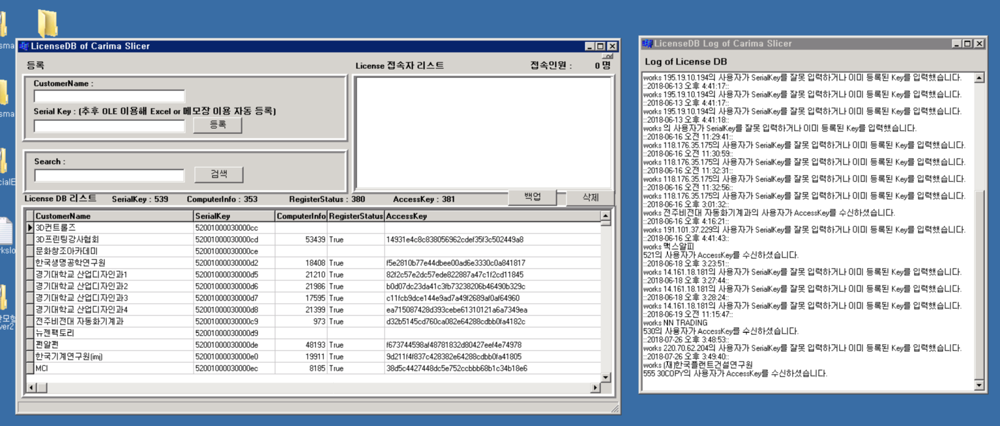 LicenseDB of Carima Slicer
등록
License 접속자 리스트
접속인원 : 0 명
CustomerName :
Serial Key : (추후 OLE 이용해 Excel or 메모장 이용 자동 등록)
등록
Search :
검색
License DB 리스트 SerialKey : 539 ComputerInfo : 353 RegisterStatus : 380 AccessKey : 381 백업 삭제
CustomerName SerialKey ComputerInfo RegisterStatus AccessKey
3D컨트롤즈 52001000030000cc
3D프린팅강사협회 52001000030000cd 53439 True 14931e4c8c838056962cdef35f3c502449a8
문화창조아카데미 52001000030000ce
한국생명공학연구원 52001000030000d2 18408 True f5e2810b77e44dbee00ad6e3330c0a841817
경기대학교 산업디자인과1 52001000030000d5 21210 True 82f2c57e2dc57ede822887a47c1f2cd11845
경기대학교 산업디자인과2 52001000030000d6 21986 True b0d07dc23da41c3fb73238206b46490b329c
경기대학교 산업디자인과3 52001000030000d7 17595 True c11fcb9dce144e9ad7a49f2689af0af64960
경기대학교 산업디자인과4 52001000030000d8 21399 True ea715087428d393cebe61310121a6a7349ea
전주비전대 자동화기계과 52001000030000c9 973 True d32b5145cd760ca082e64288cdbb0fa4182c
뉴젠팩토리 52001000030000d9
펀알펀 52001000030000de 48193 True f673744598af48781832d80427eef4e74978
한국기계연구원(imj) 52001000030000e0 19911 True 9d211f4f837c428382e64288cdbb0fa41805
MCI 52001000030000ec 8185 True 38d5c4427448dc5e752ccbbb68b1c34b18e6
LicenseDB Log of Carima Slicer
Log of License DB
works 195.19.10.194의 사용자가 SerialKey를 잘못 입력하거나 이미 등록된 Key를 입력했습니다.
::2018-06-13 오후 4:41:17::
works 195.19.10.194의 사용자가 SerialKey를 잘못 입력하거나 이미 등록된 Key를 입력했습니다.
::2018-06-13 오후 4:41:17::
works 195.19.10.194의 사용자가 SerialKey를 잘못 입력하거나 이미 등록된 Key를 입력했습니다.
::2018-06-13 오후 4:41:18::
works 의 사용자가 SerialKey를 잘못 입력하거나 이미 등록된 Key를 입력했습니다.
::2018-06-16 오전 11:29:41::
works 118.176.35.175의 사용자가 SerialKey를 잘못 입력하거나 이미 등록된 Key를 입력했습니다.
::2018-06-16 오전 11:30:59::
works 118.176.35.175의 사용자가 SerialKey를 잘못 입력하거나 이미 등록된 Key를 입력했습니다.
::2018-06-16 오전 11:32:31::
works 118.176.35.175의 사용자가 SerialKey를 잘못 입력하거나 이미 등록된 Key를 입력했습니다.
::2018-06-16 오전 11:32:56::
works 118.176.35.175의 사용자가 SerialKey를 잘못 입력하거나 이미 등록된 Key를 입력했습니다.
::2018-06-16 오후 3:01:32::
works 전주비전대 자동화기계과의 사용자가 AccessKey를 수신하셨습니다.
::2018-06-16 오후 4:16:21::
works 191.101.37.229의 사용자가 SerialKey를 잘못 입력하거나 이미 등록된 Key를 입력했습니다.
::2018-06-16 오후 4:41:43::
works 맥스알피
521의 사용자가 AccessKey를 수신하셨습니다.
::2018-06-18 오후 3:23:51::
works 14.161.18.181의 사용자가 SerialKey를 잘못 입력하거나 이미 등록된 Key를 입력했습니다.
::2018-06-18 오후 3:27:44::
works 14.161.18.181의 사용자가 SerialKey를 잘못 입력하거나 이미 등록된 Key를 입력했습니다.
::2018-06-18 오후 3:28:24::
works 14.161.18.181의 사용자가 SerialKey를 잘못 입력하거나 이미 등록된 Key를 입력했습니다.
::2018-06-19 오전 11:15:47::
works NN TRADING
530의 사용자가 AccessKey를 수신하셨습니다.
::2018-07-26 오후 3:48:53::
works 220.70.62.204의 사용자가 SerialKey를 잘못 입력하거나 이미 등록된 Key를 입력했습니다.
::2018-07-26 오후 3:49:40::
works (재)한국플랜트건설연구원
555 30COPY의 사용자가 AccessKey를 수신하셨습니다.